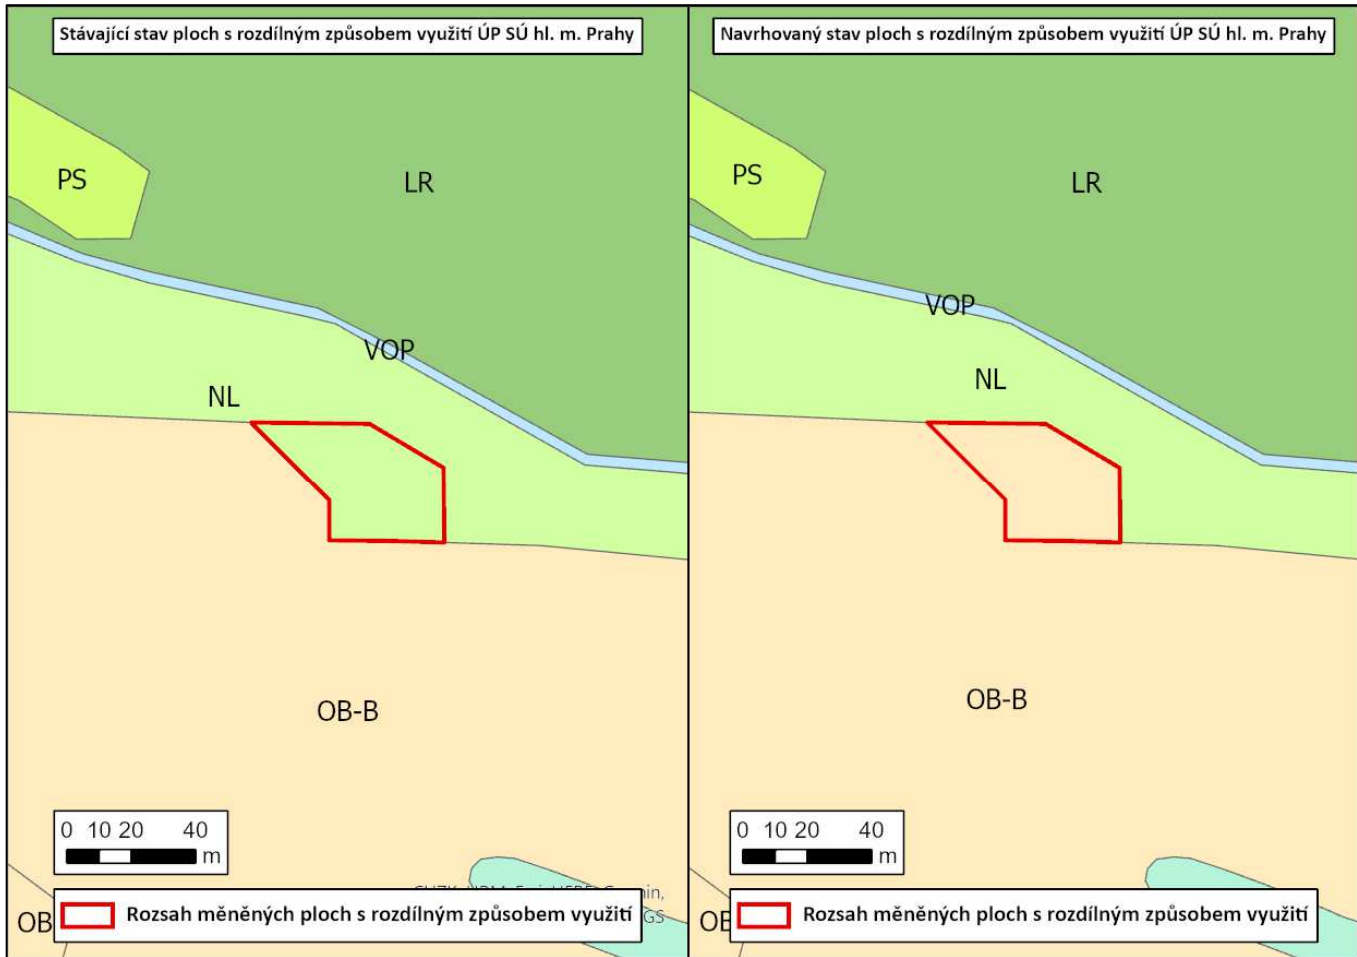 Stávající stav ploch s rozdílným způsobem využití ÚP SÚ hl. m. Prahy
PS
LR
VOP
NL
OB-B
0 10 20 40
m
OB
Rozsah měněných ploch s rozdílným způsobem využití
Navrhovaný stav ploch s rozdílným způsobem využití ÚP SÚ hl. m. Prahy
PS
LR
VOP
NL
OB-B
0 10 20 40
m
OB
Rozsah měněných ploch s rozdílným způsobem využití